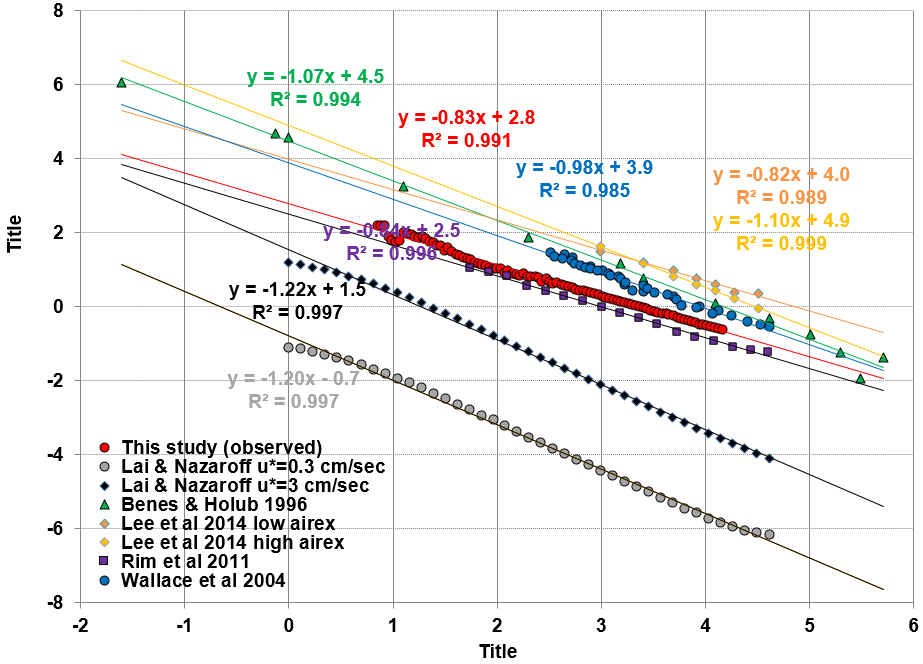 8
6
4
2
0
-2
-4
-6
-8
Title
y = -1.07x + 4.5
R² = 0.994
y = -0.83x + 2.8
R² = 0.991
y = -0.98x + 3.9
R² = 0.985
y = -0.82x + 4.0
R² = 0.989
y = -1.10x + 4.9
R² = 0.999
y = -0.84x + 2.5
R² = 0.996
y = -1.22x + 1.5
R² = 0.997
y = -1.20x - 0.7
R² = 0.997
This study (observed)
Lai & Nazaroff u*=0.3 cm/sec
Lai & Nazaroff u*=3 cm/sec
Benes & Holub 1996
Lee et al 2014 low airex
Lee et al 2014 high airex
Rim et al 2011
Wallace et al 2004
-2 -1 0 1 2 3 4 5 6
Title